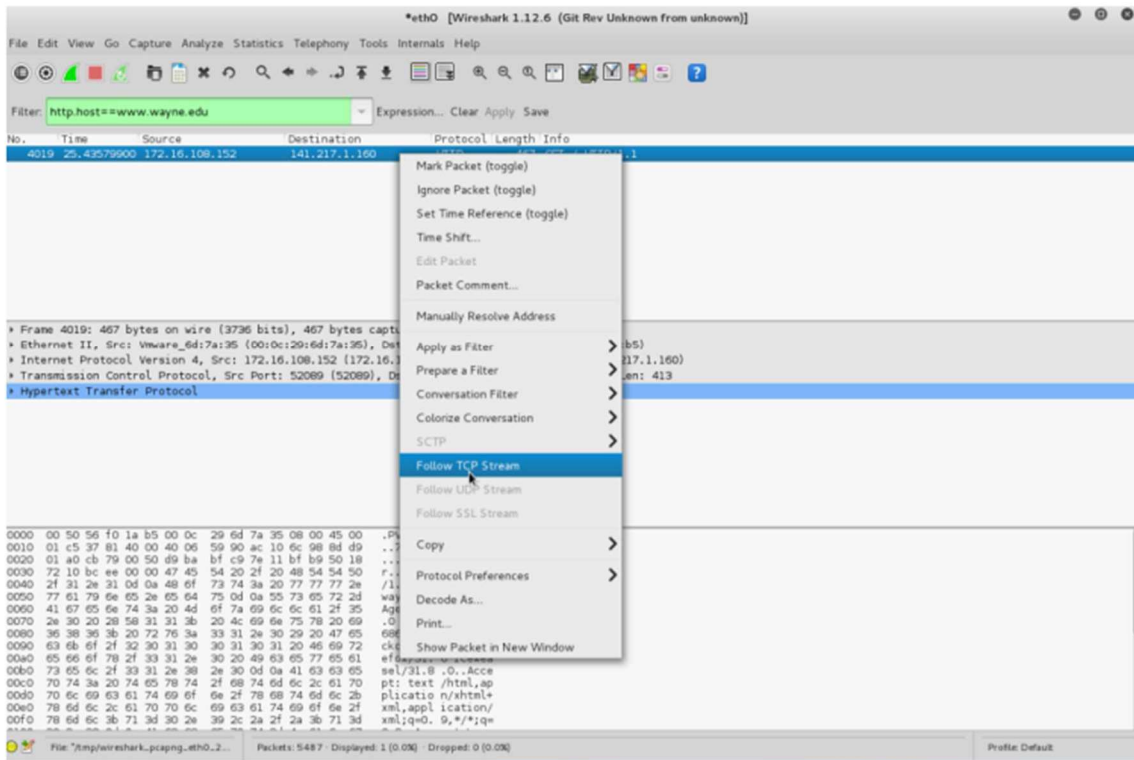 *eth0 [Wireshark 1.12.6 (Git Rev Unknown from unknown)]
File Edit View Go Capture Analyze Statistics Telephony Tools Internals Help
Filter: http.host==www.wayne.edu Expression... Clear Apply Save
No. Time Source Destination Protocol Length Info
4019 25.43579900 172.16.108.152 141.217.1.160
Mark Packet (toggle)
Ignore Packet (toggle)
Set Time Reference (toggle)
Time Shift...
Edit Packet
Packet Comment...
Manually Resolve Address
Apply as Filter
Prepare a Filter
Conversation Filter
Colorize Conversation
SCTP
Follow TCP Stream
Follow UDP Stream
Follow SSL Stream
Copy
Protocol Preferences
Decode As...
Print...
Show Packet in New Window
Frame 4019: 467 bytes on wire (3736 bits), 467 bytes captu
Ethernet II, Src: Vmware_6d:7a:35 (00:0c:29:6d:7a:35), Dst :b5)
Internet Protocol Version 4, Src: 172.16.108.152 (172.16.1 217.1.160)
Transmission Control Protocol, Src Port: 52089 (52089), Ds Len: 413
Hypertext Transfer Protocol
0000 00 50 56 f0 1a b5 00 0c 29 6d 7a 35 08 00 45 00 .PV
0010 01 c5 37 81 40 00 40 06 59 90 ac 10 6c 98 8d d9 ..7
0020 01 a0 cb 79 00 50 d9 ba bf c9 7e 11 bf b9 50 18 ...
0030 72 10 bc ee 00 00 47 45 54 20 2f 20 48 54 54 50 r..
0040 2f 31 2e 31 0d 0a 48 6f 73 74 3a 20 77 77 77 2e /1.
0050 77 61 79 6e 65 2e 65 64 75 0d 0a 55 73 65 72 2d way
0060 41 67 65 6e 74 3a 20 4d 6f 7a 69 6c 6c 61 2f 35 Age
0070 2e 30 20 28 58 31 31 3b 20 4c 69 6e 75 78 20 69 .0
0080 36 38 36 3b 20 72 76 3a 33 31 2e 30 29 20 47 65 686
0090 63 6b 6f 2f 32 30 31 30 30 31 30 31 20 46 69 72 cko
00a0 65 66 6f 78 2f 33 31 2e 30 20 49 63 65 77 65 61 efox/31. 0 Icewea
00b0 73 65 6c 2f 33 31 2e 38 2e 30 0d 0a 41 63 63 65 sel/31.8 .0..Acce
00c0 70 74 3a 20 74 65 78 74 2f 68 74 6d 6c 2c 61 70 pt: text /html,ap
00d0 70 6c 69 63 61 74 69 6f 6e 2f 78 68 74 6d 6c 2b plicatio n/xhtml+
00e0 78 6d 6c 2c 61 70 70 6c 69 63 61 74 69 6f 6e 2f xml,appl ication/
00f0 78 6d 6c 3b 71 3d 30 2e 39 2c 2a 2f 2a 3b 71 3d xml;q=0. 9,*/*;q=
File: "/tmp/wireshark_pcapng_eth0_2... Packets: 5487 · Displayed: 1 (0.0%) · Dropped: 0 (0.0%) Profile: Default